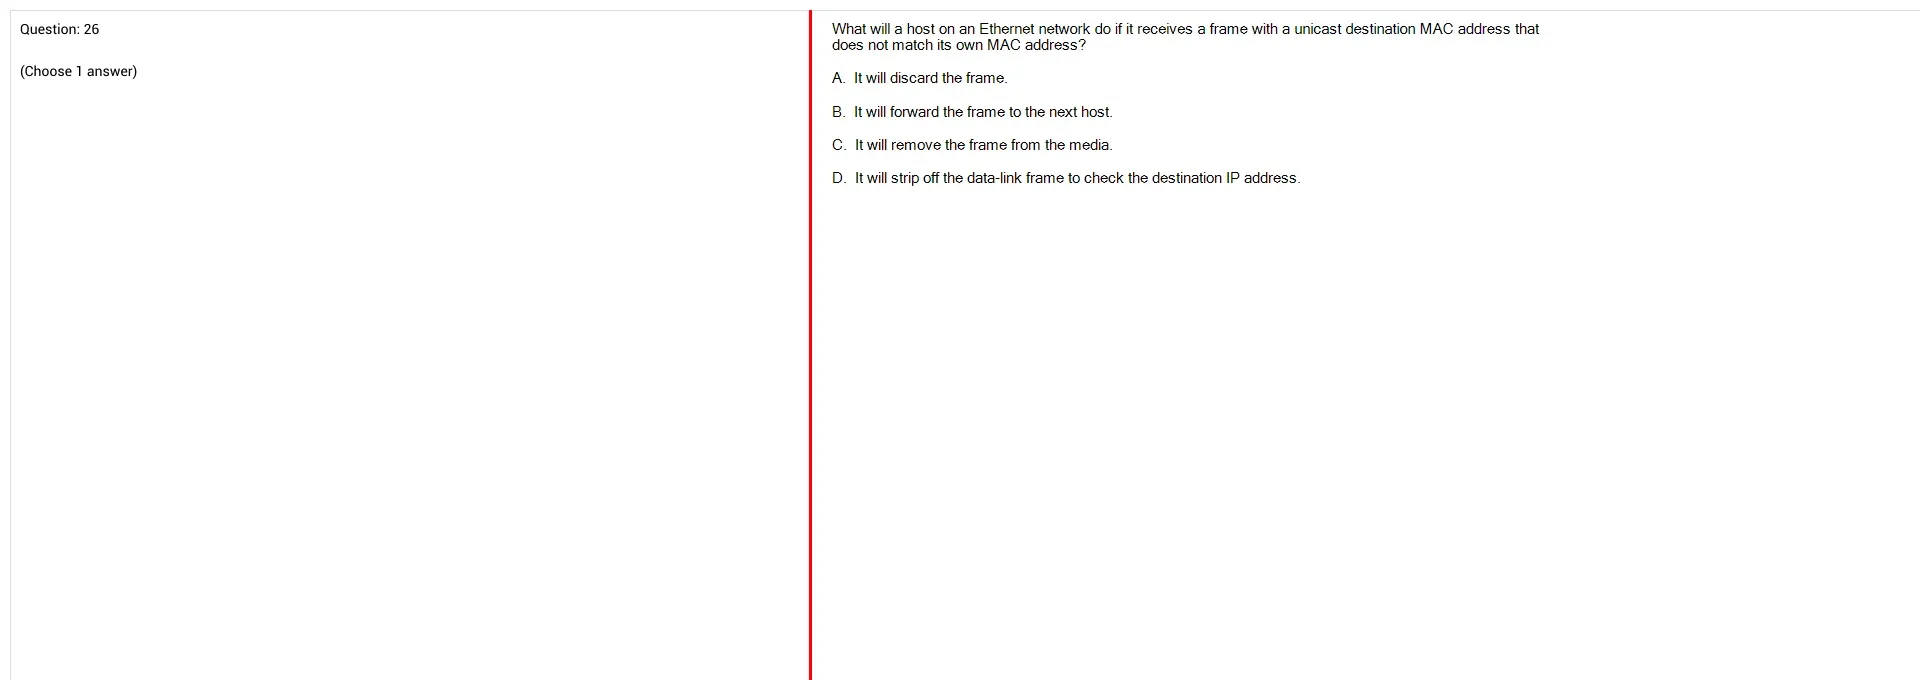 Question: 26
(Choose 1 answer)
What will a host on an Ethernet network do if it receives a frame with a unicast destination MAC address that
does not match its own MAC address?
A. It will discard the frame.
B. It will forward the frame to the next host.
C. It will remove the frame from the media.
D. It will strip off the data-link frame to check the destination IP address.